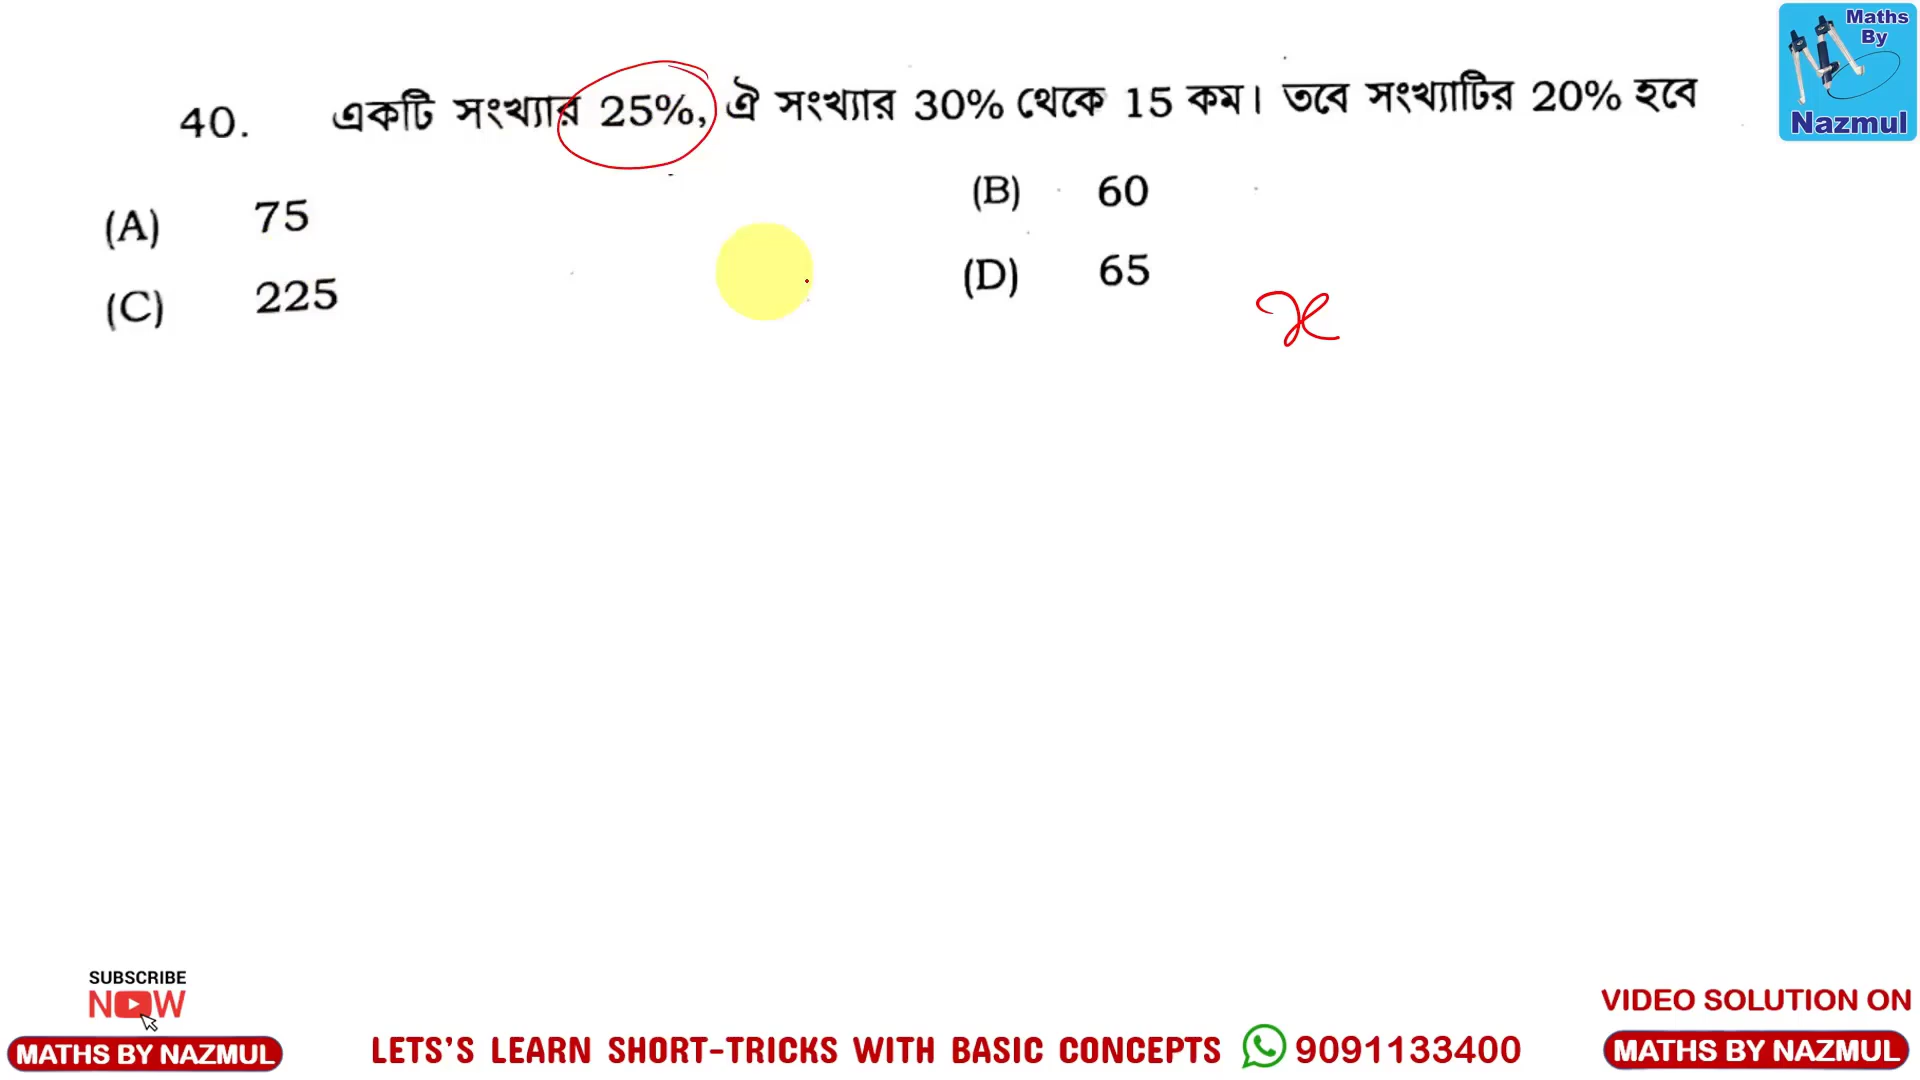 Maths
By
Nazmul
40. একটি সংখ্যার 25%, ঐ সংখ্যার 30% থেকে 15 কম। তবে সংখ্যাটির 20% হবে
(A) 75
(B) 60
(C) 225
(D) 65
x
SUBSCRIBE
NOW
MATHS BY NAZMUL
LETS'S LEARN SHORT-TRICKS WITH BASIC CONCEPTS 9091133400
VIDEO SOLUTION ON
MATHS BY NAZMUL